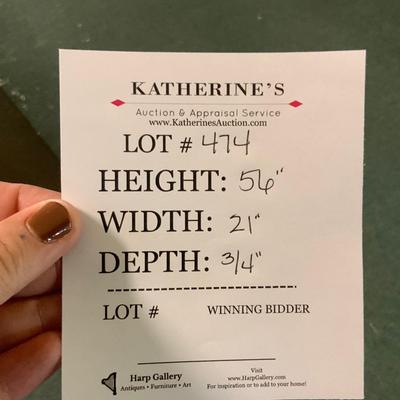 KATHERINE'S
Auction & Appraisal Service
www.KatherinesAuction.com
LOT # 474
HEIGHT: 56"
WIDTH: 21"
DEPTH: 3/4"
LOT # WINNING BIDDER
Harp Gallery
Antiques • Furniture • Art
Visit
www.HarpGallery.com
For inspiration or to add to your home!